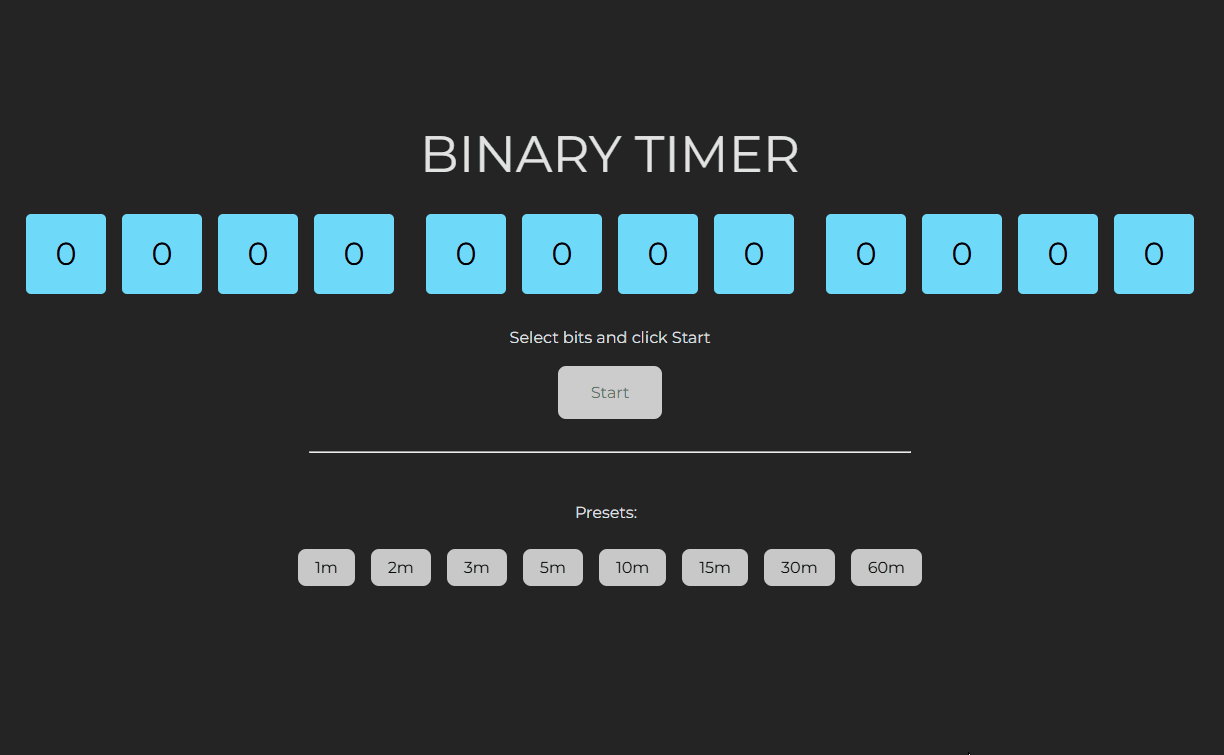 BINARY TIMER
0 0 0 0 0 0 0 0 0 0 0 0
Select bits and click Start
Start
Presets:
1m 2m 3m 5m 10m 15m 30m 60m